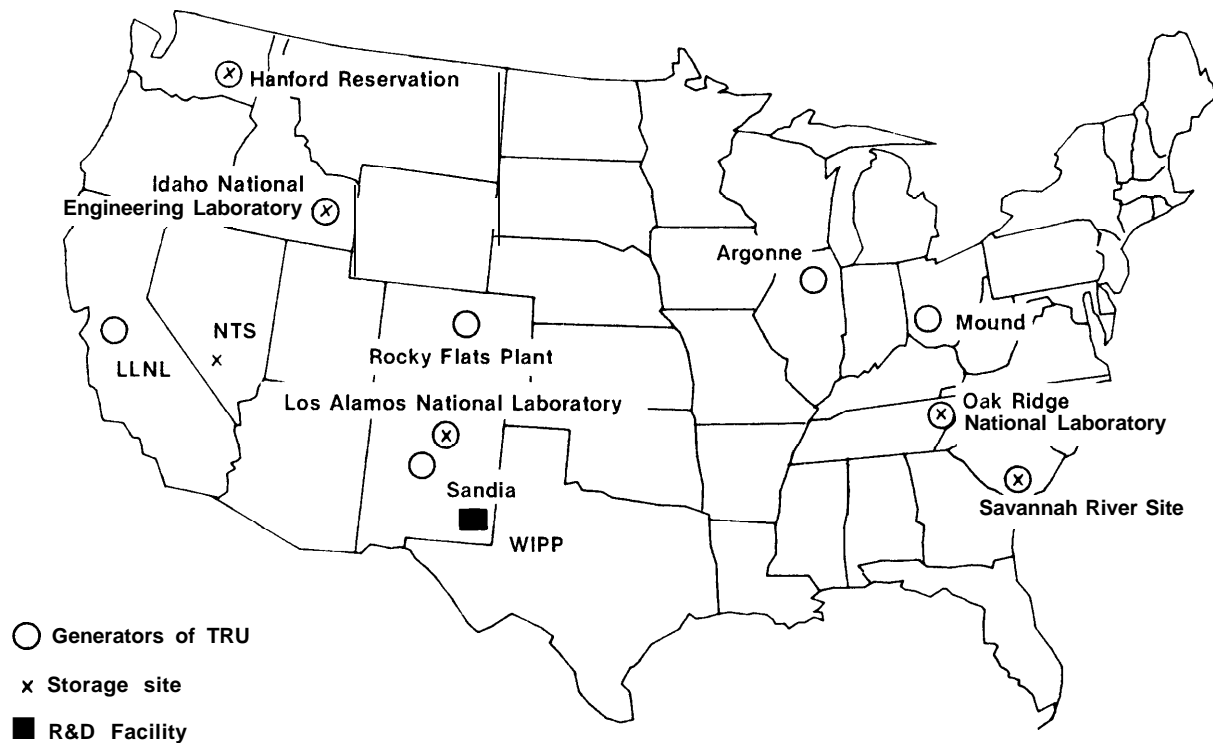 Hanford Reservation
Idaho National
Engineering Laboratory
Argonne
NTS
Mound
LLNL
Rocky Flats Plant
Los Alamos National Laboratory
Oak Ridge
National Laboratory
Sandia
Savannah River Site
WIPP
Generators of TRU
x Storage site
R&D Facility